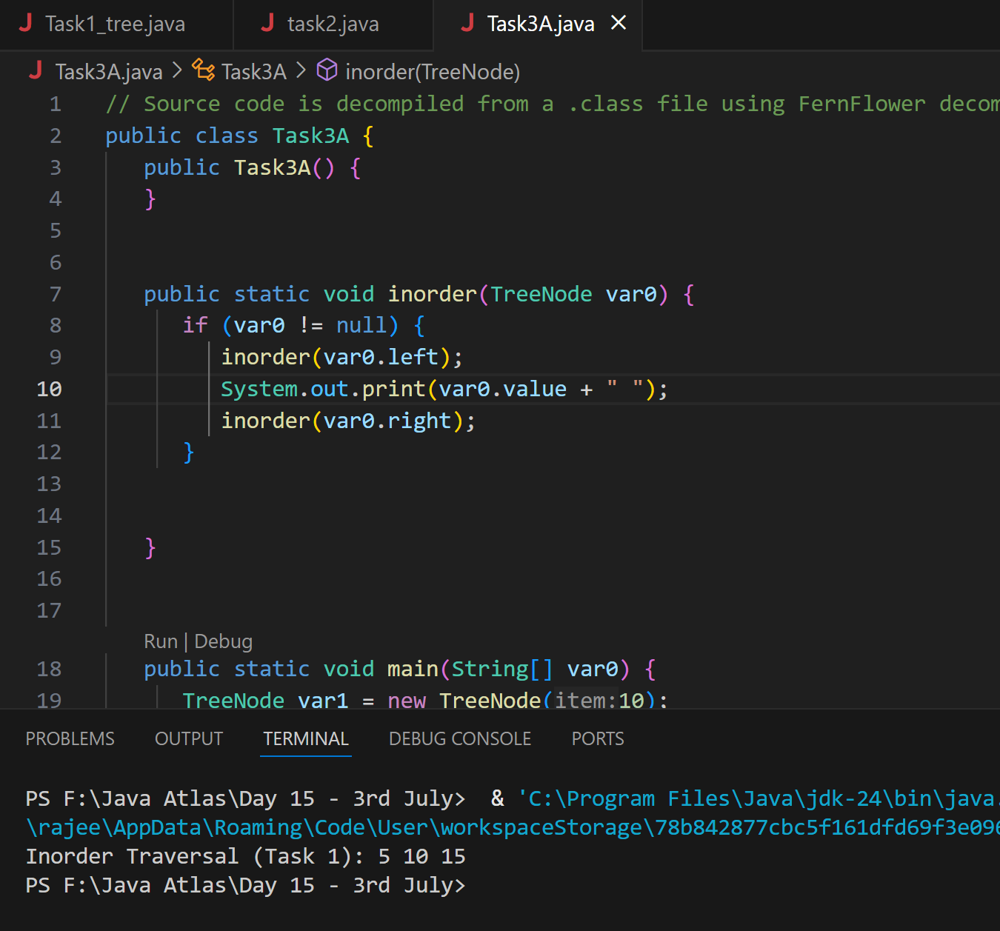 Task1_tree.java task2.java Task3A.java
Task3A.java > Task3A > inorder(TreeNode)
1 // Source code is decompiled from a .class file using FernFlower decom
2 public class Task3A {
3 public Task3A() {
4 }
5
6
7 public static void inorder(TreeNode var0) {
8 if (var0 != null) {
9 inorder(var0.left);
10 System.out.print(var0.value + " ");
11 inorder(var0.right);
12 }
13
14
15 }
16
17
Run | Debug
18 public static void main(String[] var0) {
19 TreeNode var1 = new TreeNode(item:10);
PROBLEMS OUTPUT TERMINAL DEBUG CONSOLE PORTS
PS F:\Java Atlas\Day 15 - 3rd July> & 'C:\Program Files\Java\jdk-24\bin\java.
\rajee\AppData\Roaming\Code\User\workspaceStorage\78b842877cbc5f161dfd69f3e096
Inorder Traversal (Task 1): 5 10 15
PS F:\Java Atlas\Day 15 - 3rd July>